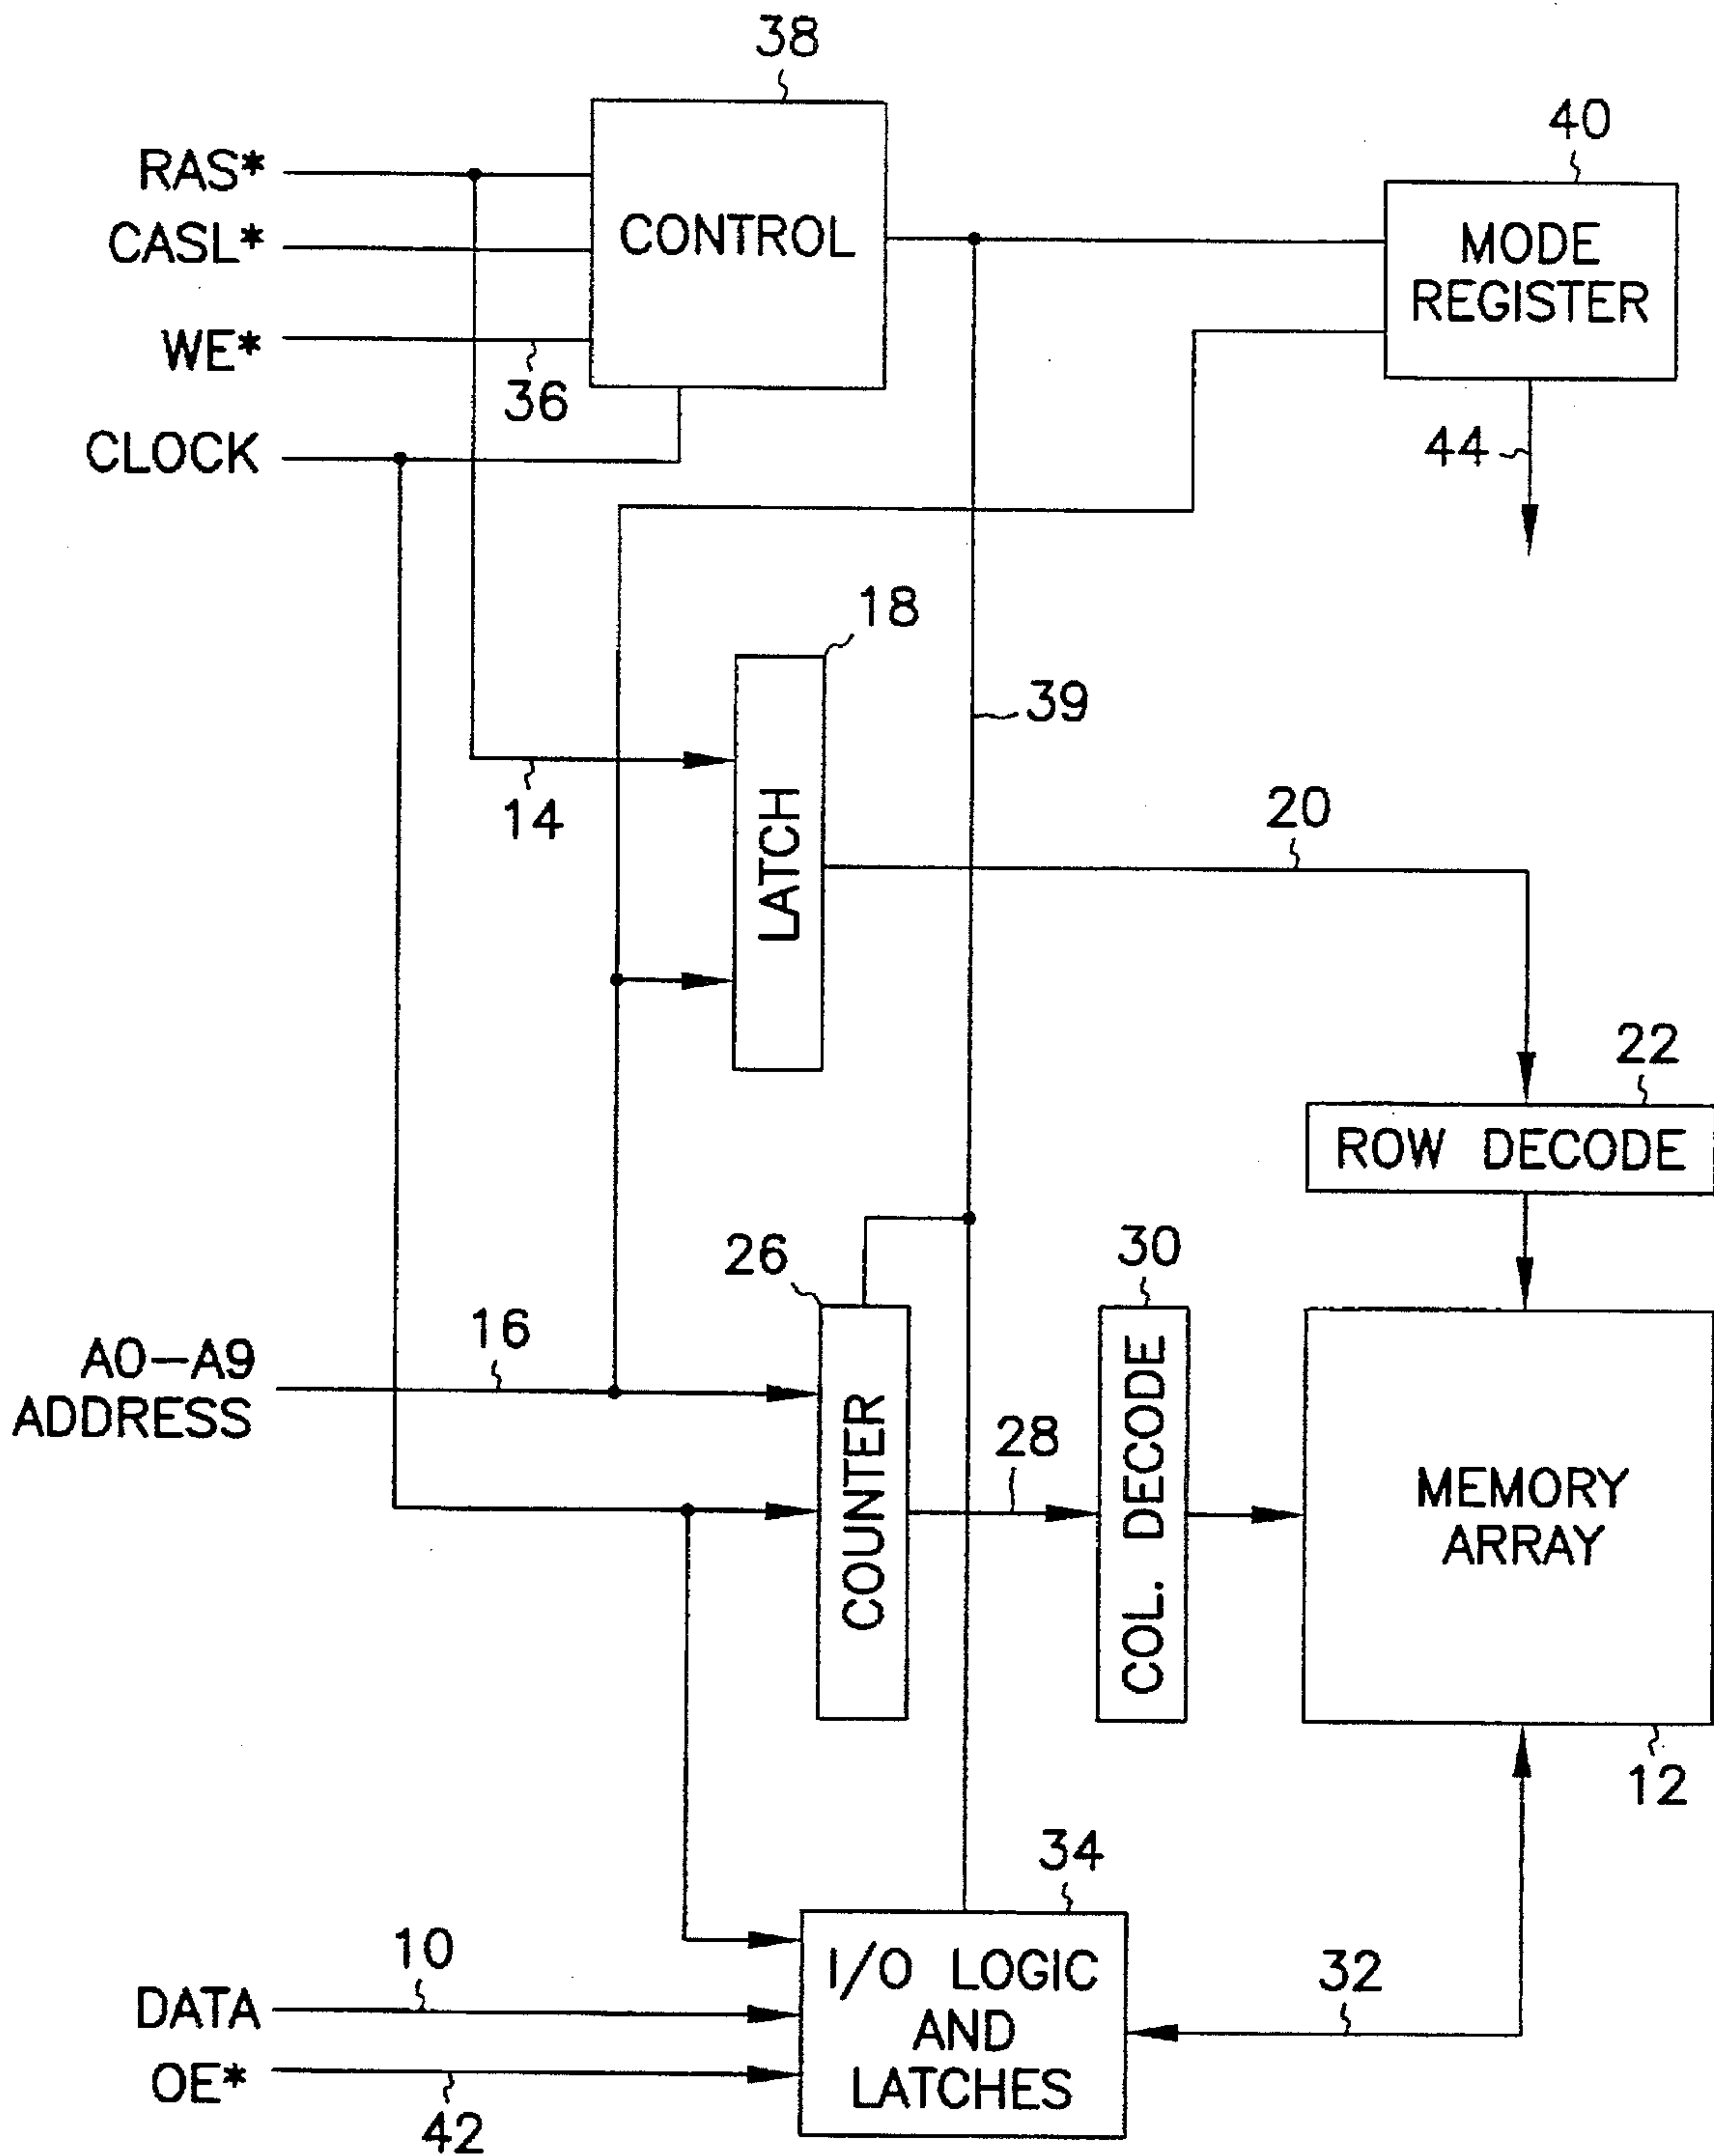 38
40
RAS*
CASL*
WE*
36
CLOCK
CONTROL
MODE
REGISTER
44
18
39
14
LATCH
20
22
ROW DECODE
26
30
A0-A9
ADDRESS
16
COUNTER
28
COL. DECODE
MEMORY
ARRAY
12
34
10
DATA
OE*
42
I/O LOGIC
AND
LATCHES
32